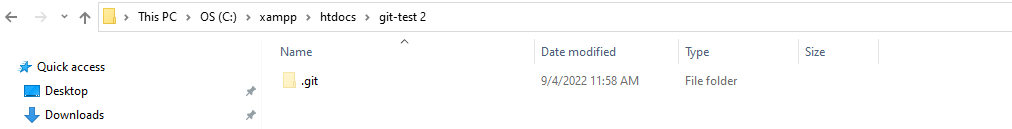 This PC > OS (C:) > xampp > htdocs > git-test 2
Name Date modified Type Size
Quick access
.git 9/4/2022 11:58 AM File folder
Desktop
Downloads